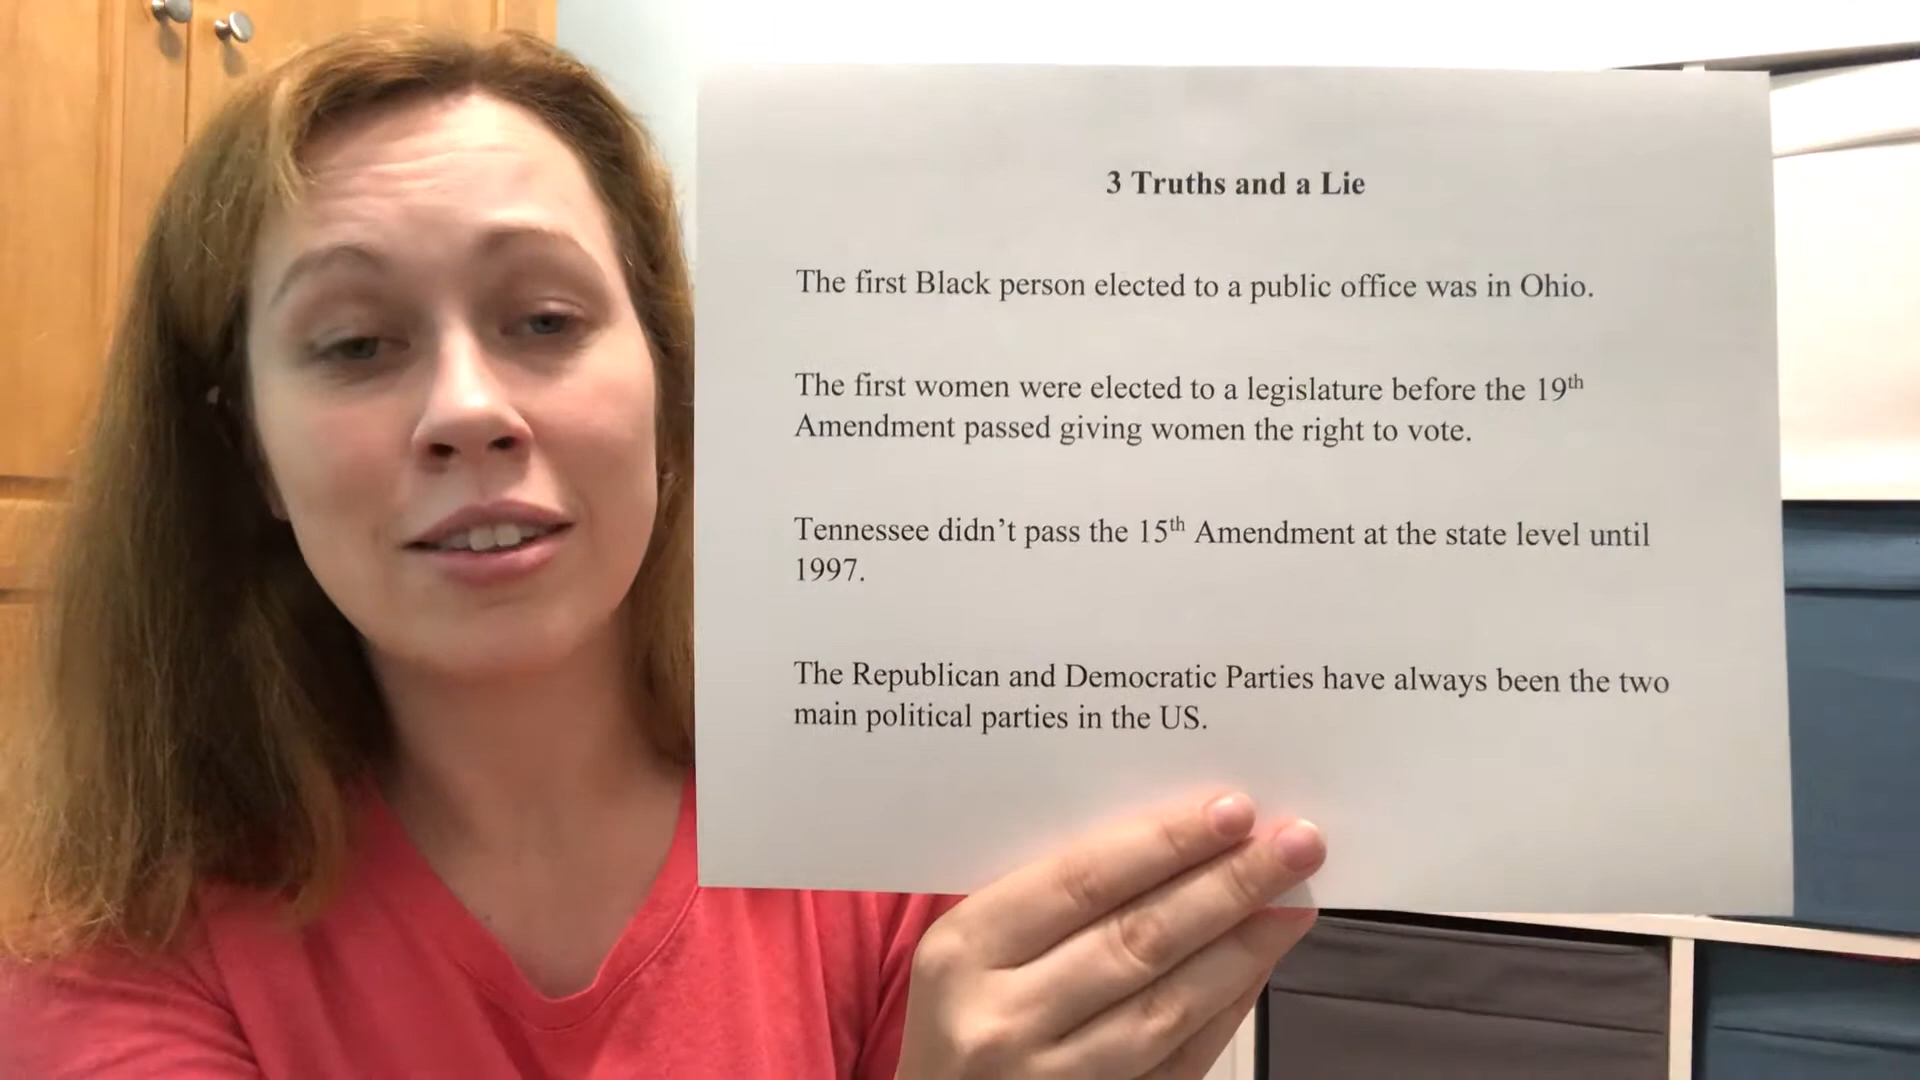 3 Truths and a Lie
The first Black person elected to a public office was in Ohio.
The first women were elected to a legislature before the 19th
Amendment passed giving women the right to vote.
Tennessee didn’t pass the 15th Amendment at the state level until
1997.
The Republican and Democratic Parties have always been the two
main political parties in the US.